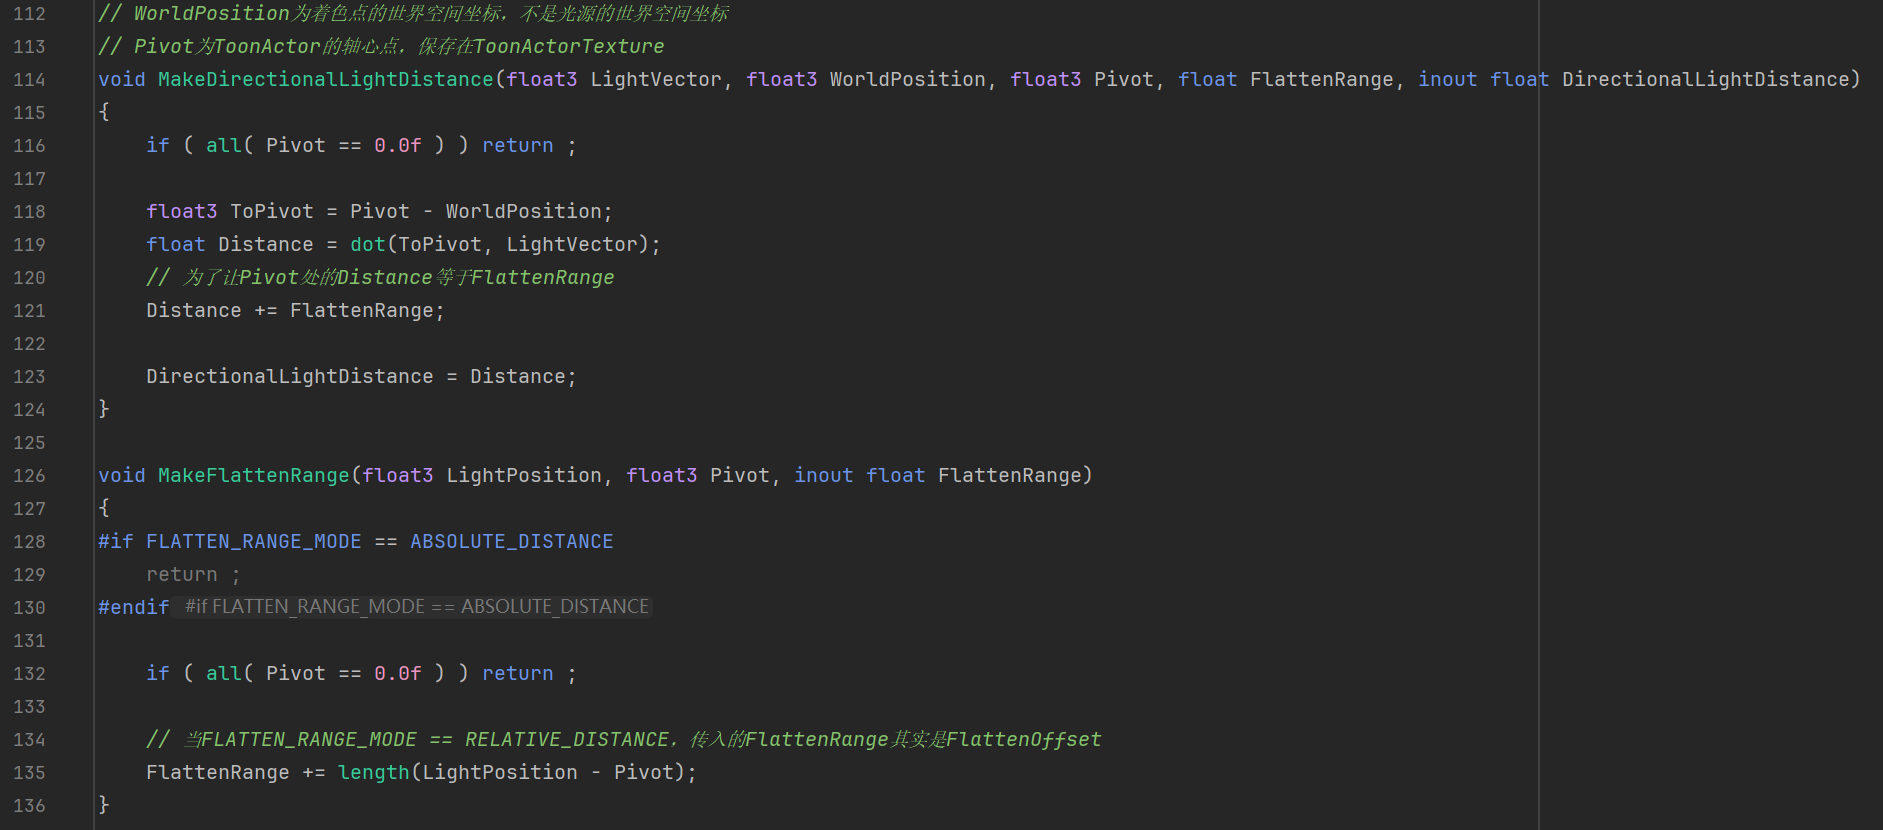 112 // WorldPosition为着色点的世界空间坐标，不是光源的世界空间坐标
113 // Pivot为ToonActor的轴心点，保存在ToonActorTexture
114 void MakeDirectionalLightDistance(float3 LightVector, float3 WorldPosition, float3 Pivot, float FlattenRange, inout float DirectionalLightDistance)
115 {
116 if ( all( Pivot == 0.0f ) ) return ;
117
118 float3 ToPivot = Pivot - WorldPosition;
119 float Distance = dot(ToPivot, LightVector);
120 // 为了让Pivot处的Distance等于FlattenRange
121 Distance += FlattenRange;
122
123 DirectionalLightDistance = Distance;
124 }
125
126 void MakeFlattenRange(float3 LightPosition, float3 Pivot, inout float FlattenRange)
127 {
128 #if FLATTEN_RANGE_MODE == ABSOLUTE_DISTANCE
129 return ;
130 #endif #if FLATTEN_RANGE_MODE == ABSOLUTE_DISTANCE
131
132 if ( all( Pivot == 0.0f ) ) return ;
133
134 // 当FLATTEN_RANGE_MODE == RELATIVE_DISTANCE，传入的FlattenRange其实是FlattenOffset
135 FlattenRange += length(LightPosition - Pivot);
136 }